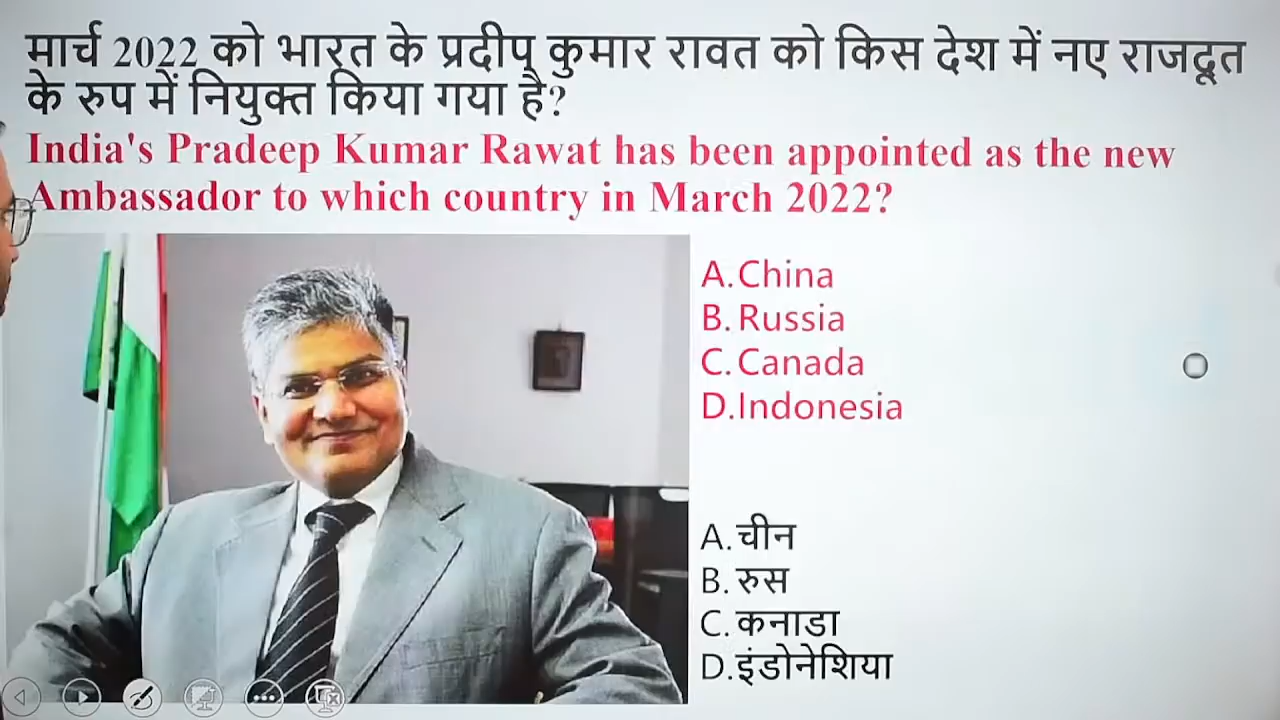 मार्च 2022 को भारत के प्रदीप कुमार रावत को किस देश में नए राजदूत
के रुप में नियुक्त किया गया है?
India's Pradeep Kumar Rawat has been appointed as the new
Ambassador to which country in March 2022?
A.China
B. Russia
C. Canada
D.Indonesia
A. चीन
B. रुस
C. कनाडा
D.इंडोनेशिया